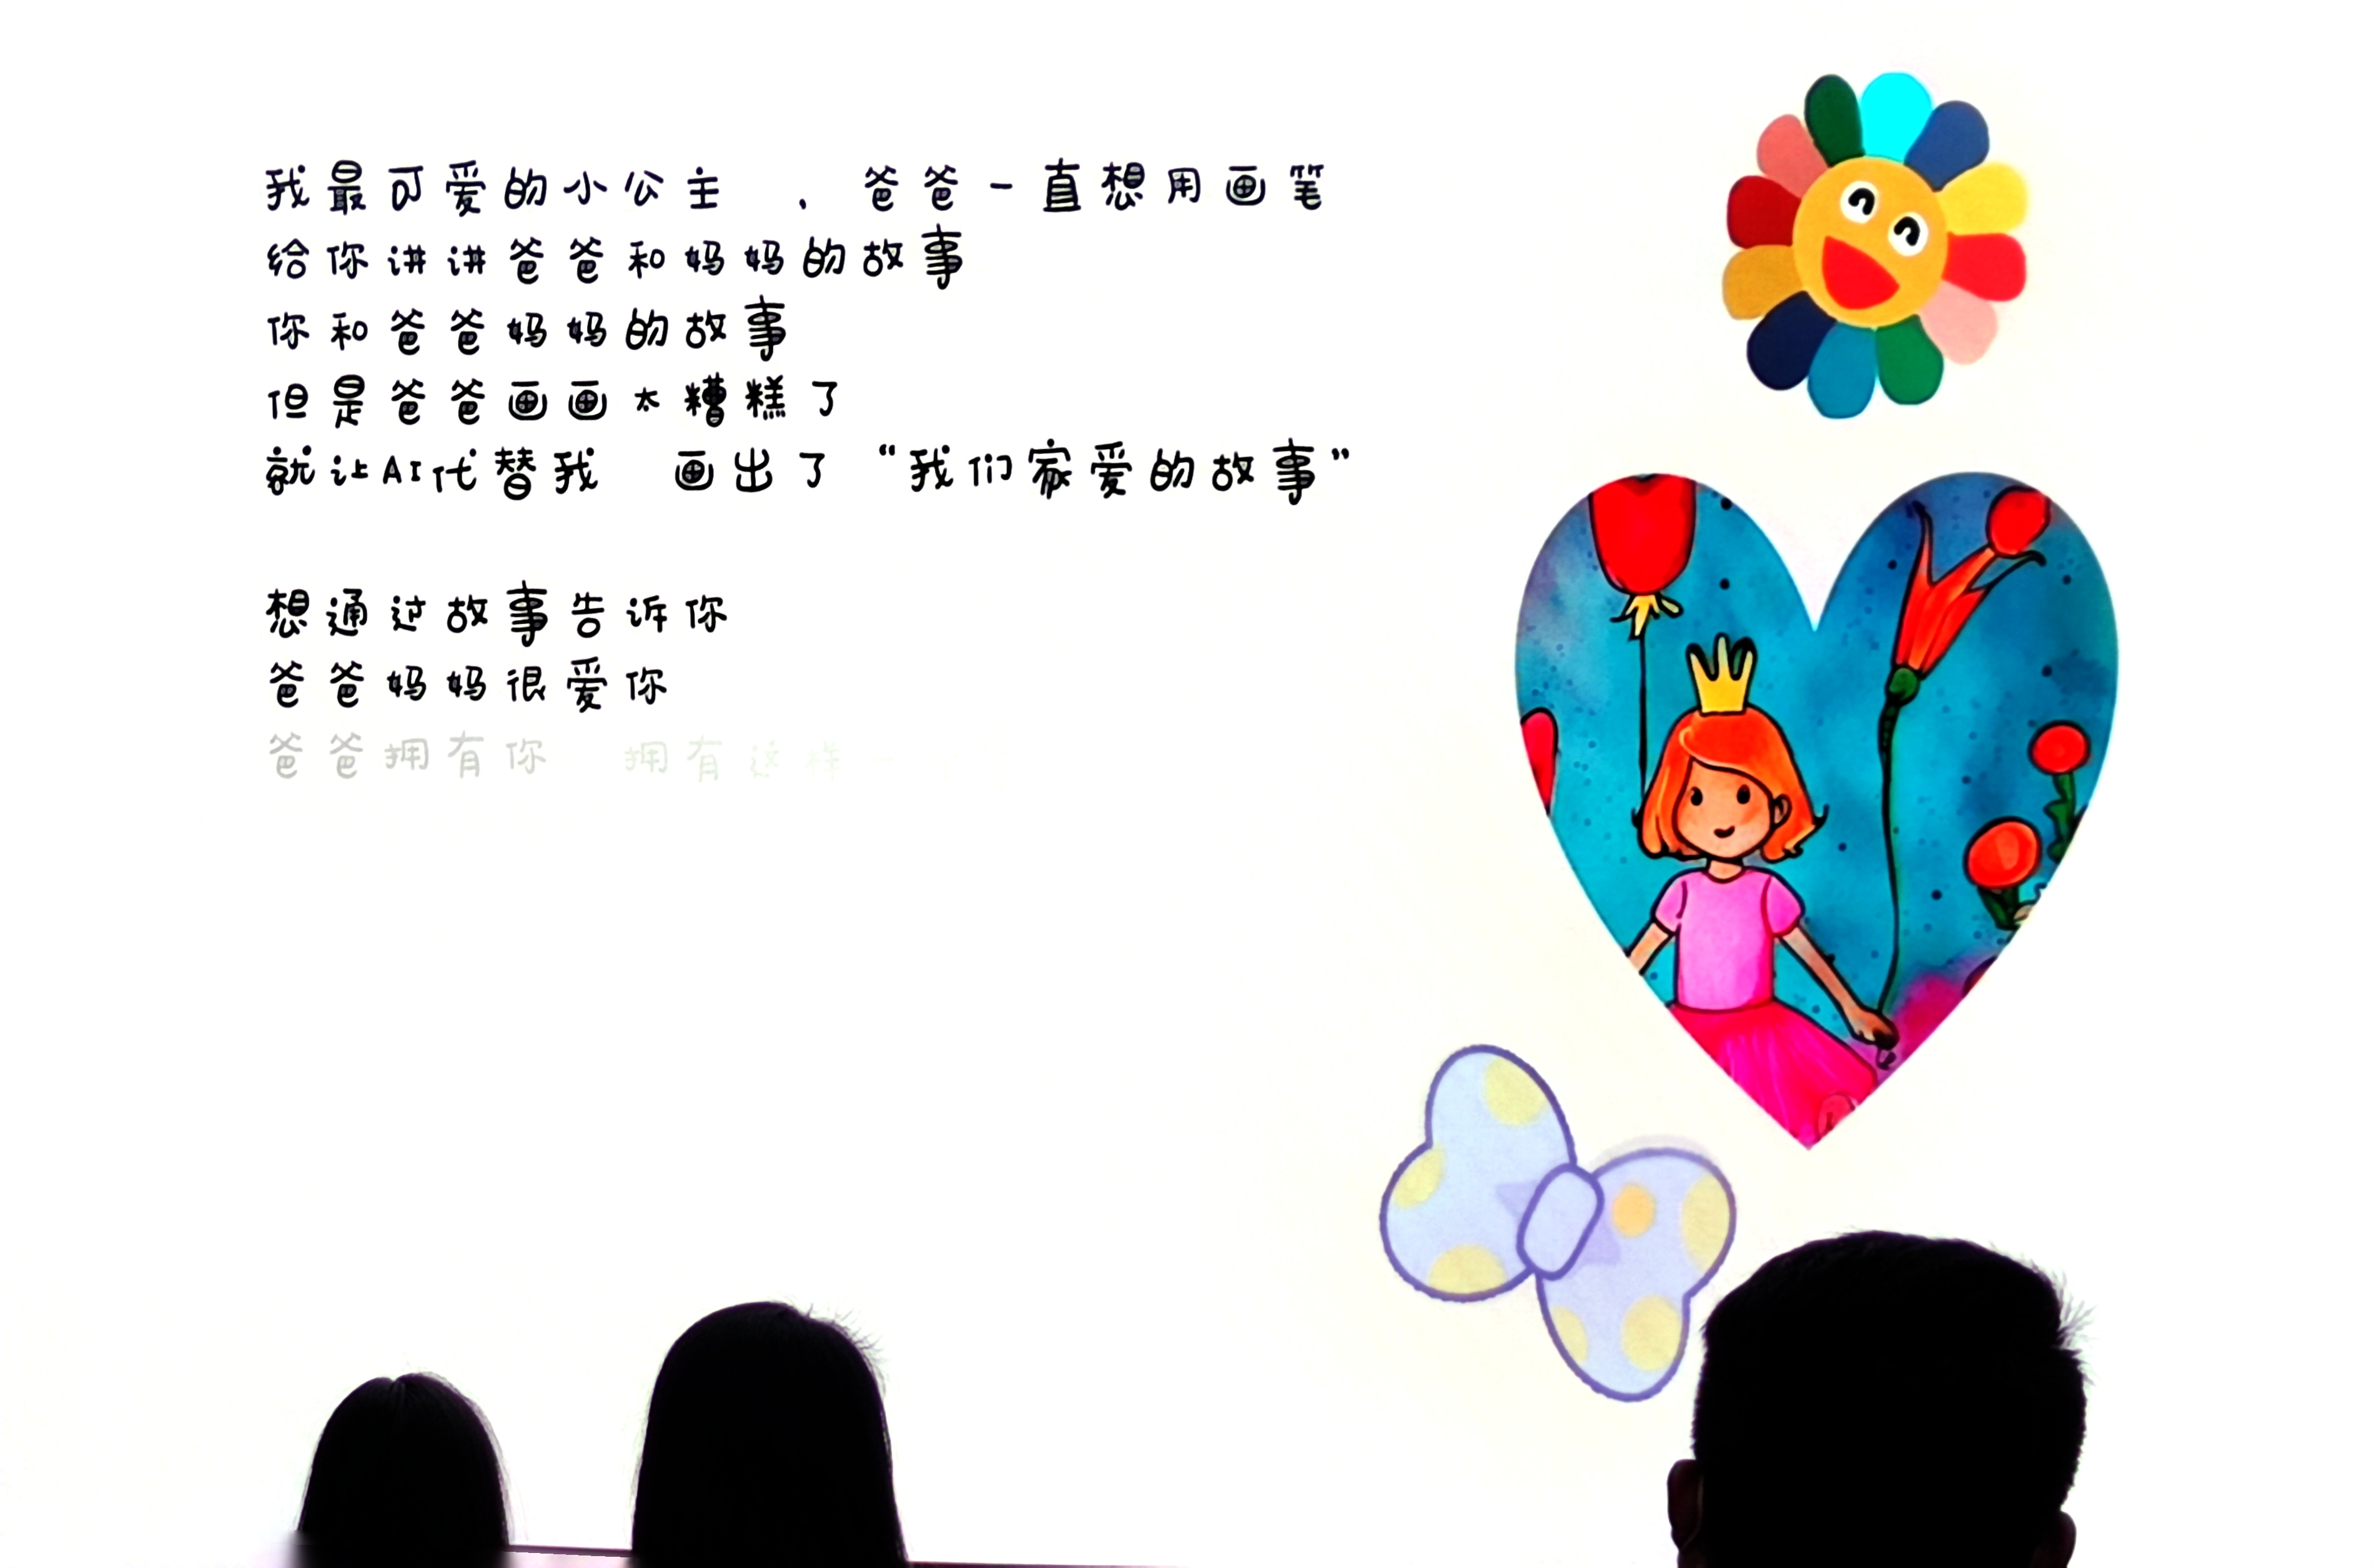 我最可爱的小公主 , 爸爸一直想用画笔
给你讲讲爸爸和妈妈的故事
你和爸爸妈妈的故事
但是爸爸画画太糟糕了
就让AI代替我 画出了“我们家爱的故事”
想通过故事告诉你
爸爸妈妈很爱你
爸爸拥有你 拥有这样一